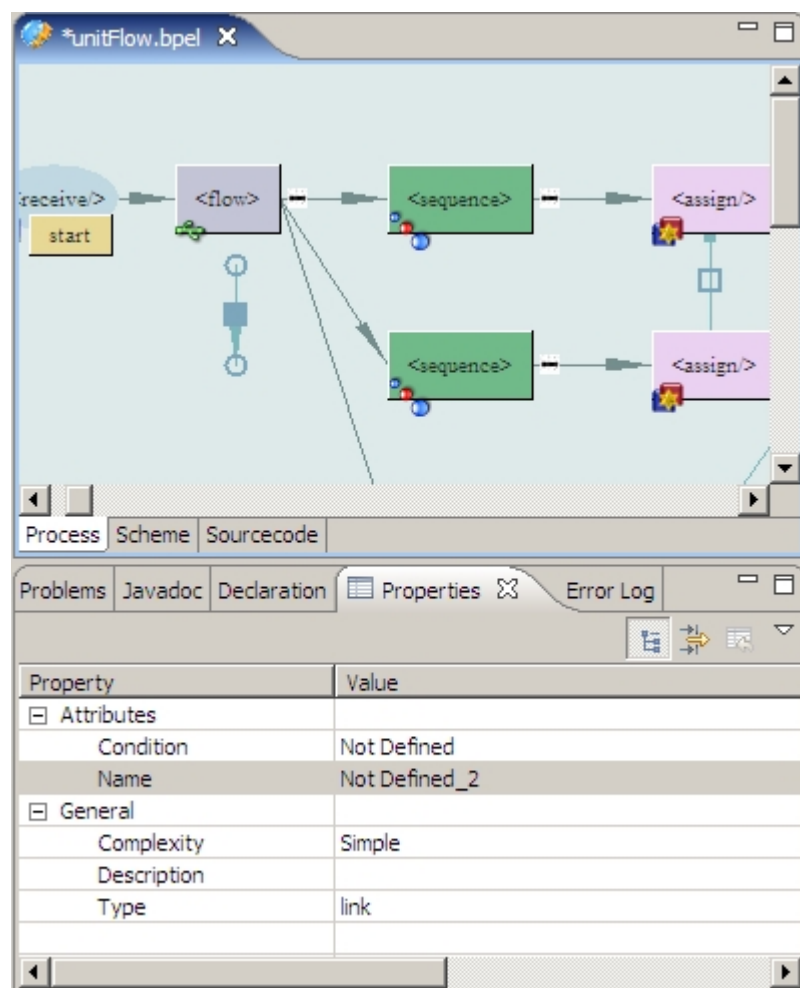 *unitFlow.bpel
receive/>
<flow>
<sequence>
<assign/>
start
<sequence>
<assign/>
Process Scheme Sourcecode
Problems Javadoc Declaration Properties Error Log
Property Value
Attributes
Condition Not Defined
Name Not Defined_2
General
Complexity Simple
Description
Type link